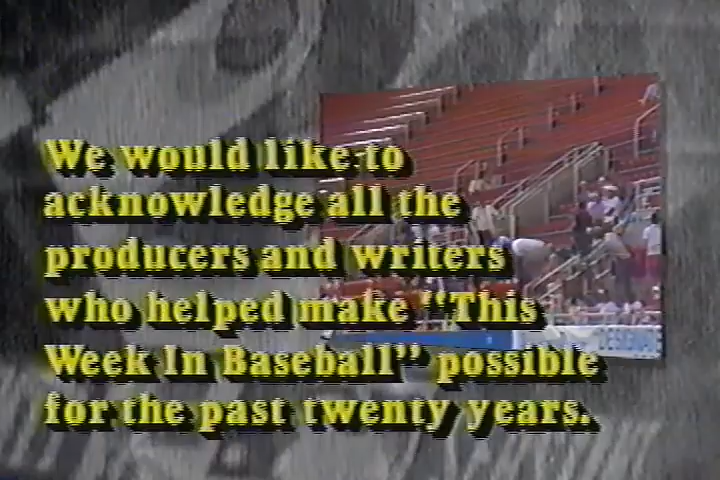 We would like to
acknowledge all the
producers and writers
who helped make "This
Week In Baseball" possible
for the past twenty years.